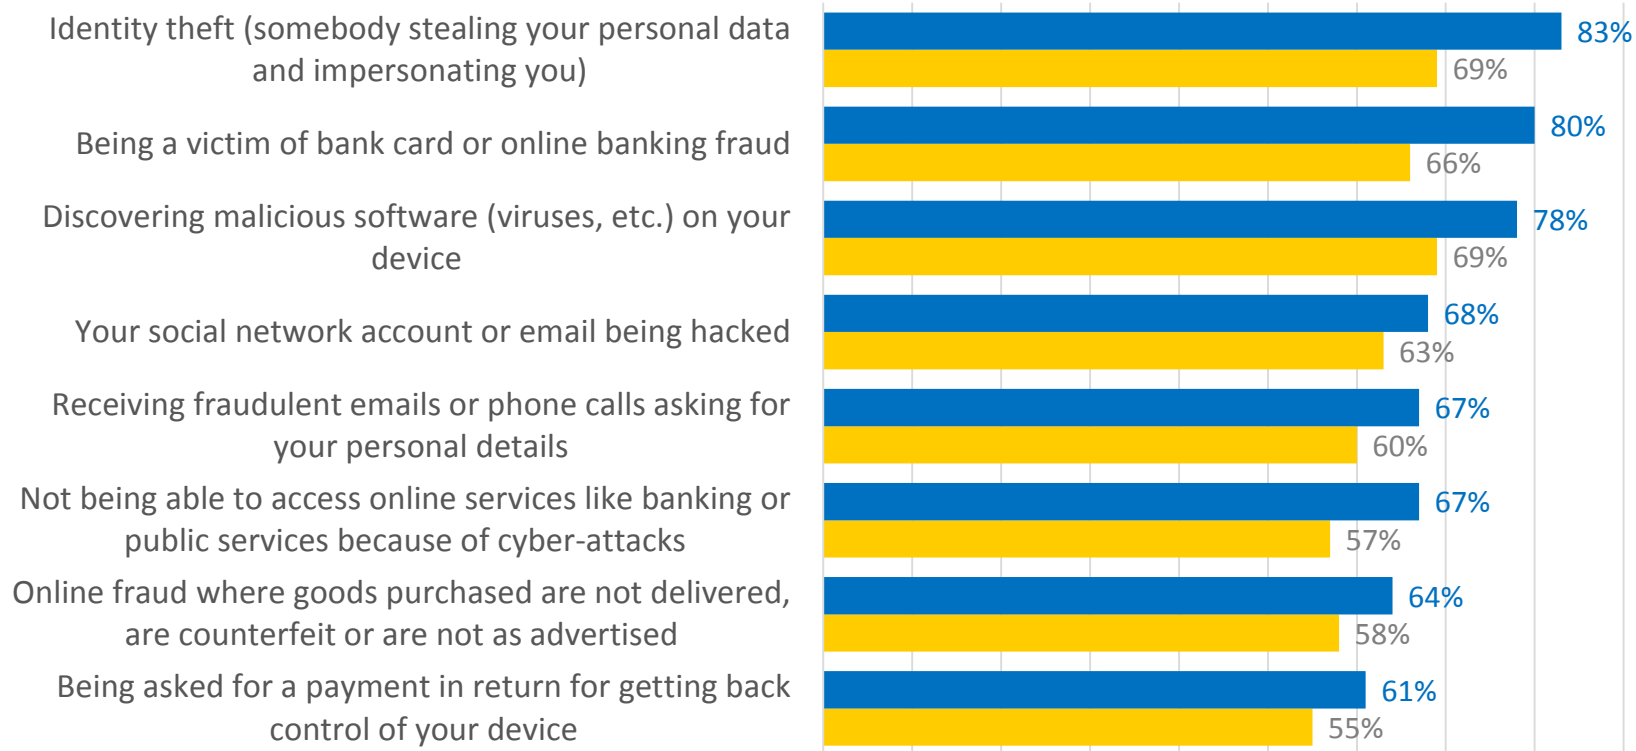 Identity theft (somebody stealing your personal data
and impersonating you)
83%
69%
Being a victim of bank card or online banking fraud
80%
66%
Discovering malicious software (viruses, etc.) on your
device
78%
69%
Your social network account or email being hacked
68%
63%
Receiving fraudulent emails or phone calls asking for
your personal details
67%
60%
Not being able to access online services like banking or
public services because of cyber-attacks
67%
57%
Online fraud where goods purchased are not delivered,
are counterfeit or are not as advertised
64%
58%
Being asked for a payment in return for getting back
control of your device
61%
55%